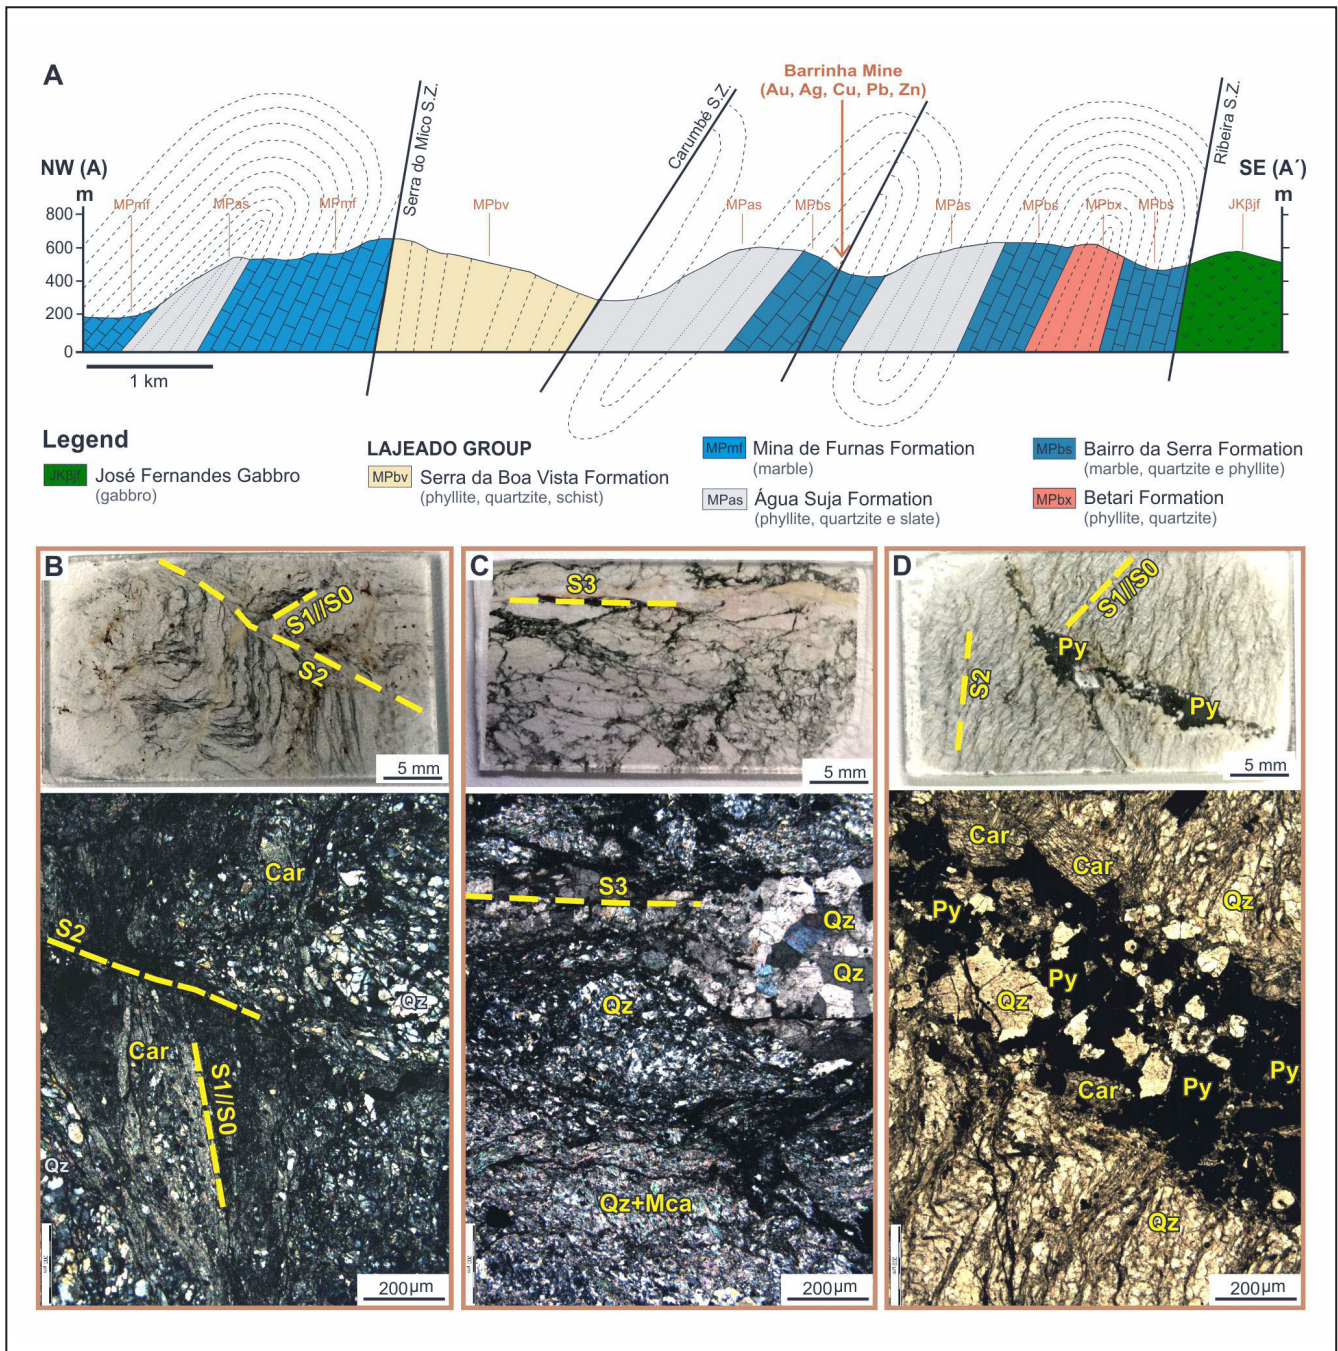 A
Barrinha Mine
(Au, Ag, Cu, Pb, Zn)
Serra do Mico S.Z.
Carumbé S.Z.
Ribeira S.Z.
NW (A)
m
SE (A´)
m
MPmf
MPas
MPmf
MPbv
MPas
MPbs
MPas
MPbs
MPbx
MPbs
JKβjf
800
600
400
200
0
1 km
Legend
JKβjf
José Fernandes Gabbro
(gabbro)
LAJEADO GROUP
MPbv
Serra da Boa Vista Formation
(phyllite, quartzite, schist)
MPmf
Mina de Furnas Formation
(marble)
MPas
Água Suja Formation
(phyllite, quartzite e slate)
MPbs
Bairro da Serra Formation
(marble, quartzite e phyllite)
MPbx
Betari Formation
(phyllite, quartzite)
B
S1//S0
S2
5 mm
Car
S2
Qz
Car
S1//S0
Qz
200µm
C
S3
5 mm
S3
Qz
Qz
Qz
Qz+Mca
200µm
D
S1//S0
Py
S2
Py
5 mm
Car
Car
Qz
Py
Py
Qz
Car
Py
Py
Qz
200µm